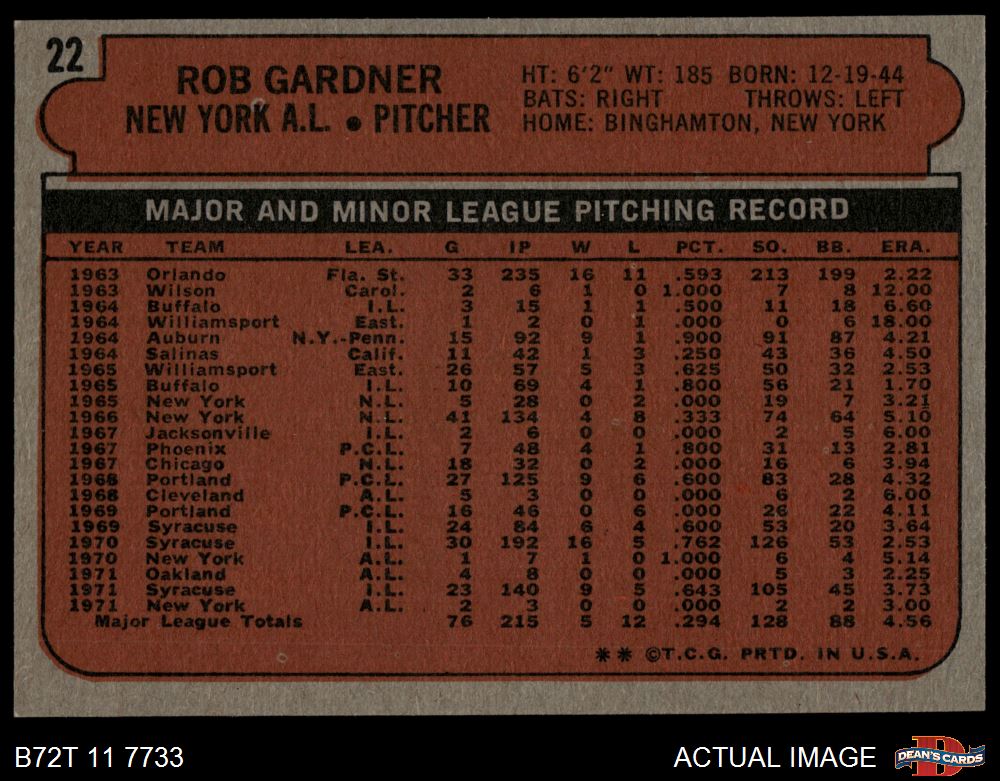 22
ROB GARDNER
NEW YORK A.L. • PITCHER
HT: 6'2" WT: 185 BORN: 12-19-44
BATS: RIGHT THROWS: LEFT
HOME: BINGHAMTON, NEW YORK
MAJOR AND MINOR LEAGUE PITCHING RECORD
YEAR TEAM LEA. G IP W L PCT. SO. BB. ERA.
1963 Orlando Fla. St. 33 235 16 11 .593 213 199 2.22
1963 Wilson Carol. 2 6 1 0 1.000 7 8 12.00
1964 Buffalo I.L. 3 15 1 1 .500 11 18 6.60
1964 Williamsport East. 1 2 0 1 .000 0 6 18.00
1964 Auburn N.Y.-Penn. 15 92 9 1 .900 91 87 4.21
1964 Salinas Calif. 11 42 1 3 .250 43 36 4.50
1965 Williamsport East. 26 57 5 3 .625 50 32 2.53
1965 Buffalo I.L. 10 69 4 1 .800 56 21 1.70
1965 New York N.L. 5 28 0 2 .000 19 7 3.21
1966 New York N.L. 41 134 4 8 .333 74 64 5.10
1967 Jacksonville I.L. 2 6 0 0 .000 2 5 6.00
1967 Phoenix P.C.L. 7 48 4 1 .800 31 13 2.81
1967 Chicago N.L. 18 32 0 2 .000 16 6 3.94
1968 Portland P.C.L. 27 125 9 6 .600 83 28 4.32
1968 Cleveland A.L. 5 3 0 0 .000 6 2 6.00
1969 Portland P.C.L. 16 46 0 6 .000 26 22 4.11
1969 Syracuse I.L. 24 84 6 4 .600 53 20 3.64
1970 Syracuse I.L. 30 192 16 5 .762 126 53 2.53
1970 New York A.L. 1 7 1 0 1.000 6 4 5.14
1971 Oakland A.L. 4 8 0 0 .000 5 3 2.25
1971 Syracuse I.L. 23 140 9 5 .643 105 45 3.73
1971 New York A.L. 2 3 0 0 .000 2 2 3.00
Major League Totals 76 215 5 12 .294 128 88 4.56
** ©T.C.G. PRTD. IN U.S.A.
B72T 11 7733
ACTUAL IMAGE
DEAN'S CARDS